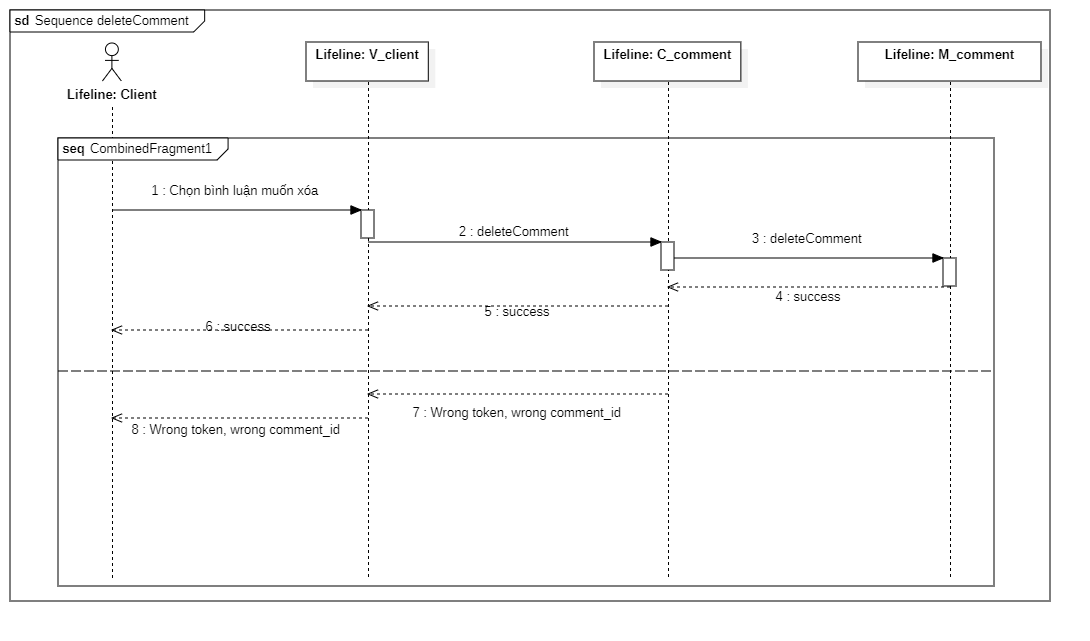 sd Sequence deleteComment
Lifeline: Client
Lifeline: V_client
Lifeline: C_comment
Lifeline: M_comment
seq CombinedFragment1
1 : Chọn bình luận muốn xóa
2 : deleteComment
3 : deleteComment
4 : success
5 : success
6 : success
7 : Wrong token, wrong comment_id
8 : Wrong token, wrong comment_id